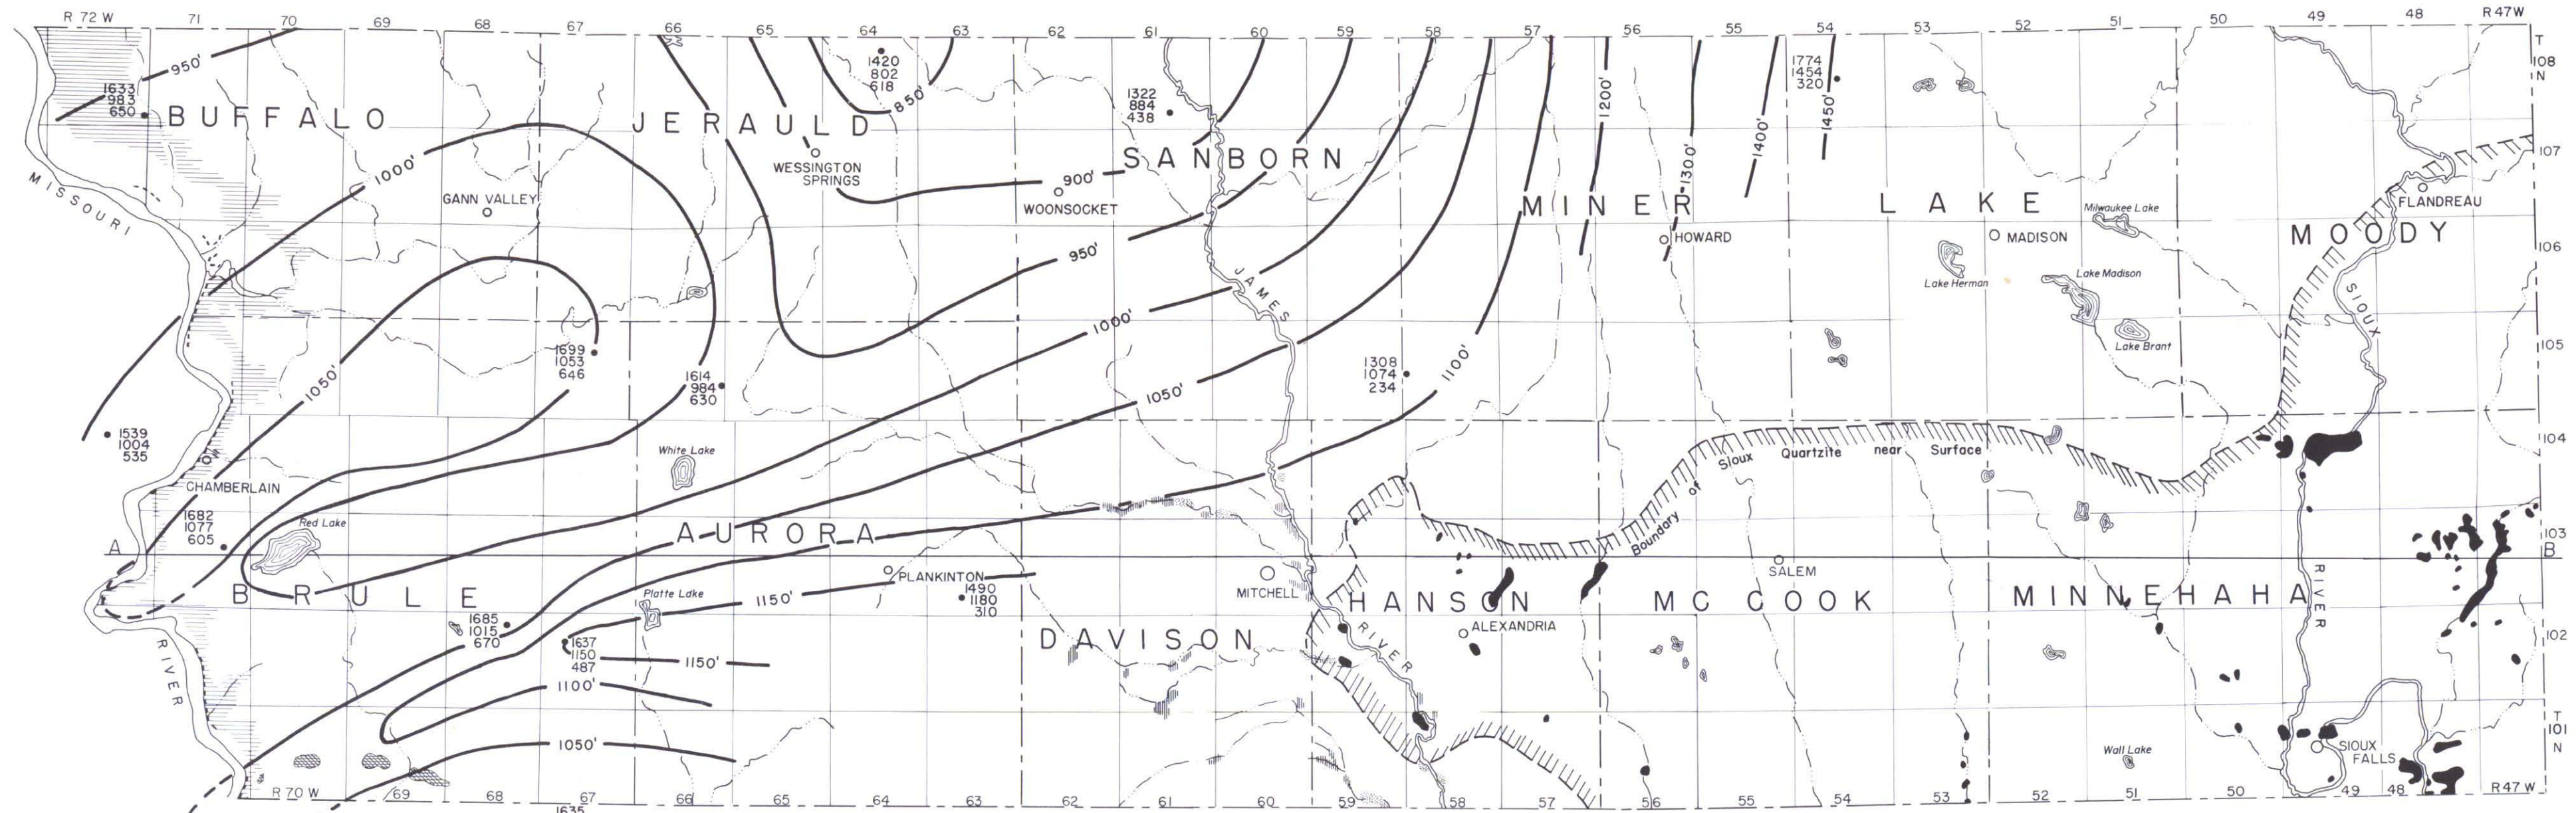 R 72 W 71 70 69 68 67 66 65 64 63 62 61 60 59 58 57 56 55 54 53 52 51 50 49 48 R47W
T
108
N
950'
1633
983
650
BUFFALO
JERAULD
1420
802
618
850'
1322
884
438
1200'
1774
1454
320
1450'
1400'
1300'
107
MISSOURI
1000'
GANN VALLEY
WESSINGTON
SPRINGS
SANBORN
900'
WOONSOCKET
MINER
LAKE
Milwaukee Lake
FLANDREAU
MOODY
HOWARD
MADISON
106
950'
JAMES
Lake Herman
Lake Madison
SIOUX
Lake Brant
1000'
105
1699
1053
646
1614
984
630
1050'
1050'
1308
1074
234
1100'
1539
1004
535
104
White Lake
Boundary of Sioux Quartzite near Surface
CHAMBERLAIN
1682
1077
605
Red Lake
AURORA
103
A
B
BRULE
PLANKINTON
1490
1180
310
MITCHELL
SALEM
Platte Lake
1150'
HANSON
MC COOK
MINNEHAHA
RIVER
1685
1015
670
1637
1150
487
1150'
DAVISON
RIVER
ALEXANDRIA
102
RIVER
1100'
1050'
T
101
N
Wall Lake
SIOUX
FALLS
R 70 W 69 68 67 66 65 64 63 62 61 60 59 58 57 56 55 54 53 52 51 50 49 48 R47W
1635